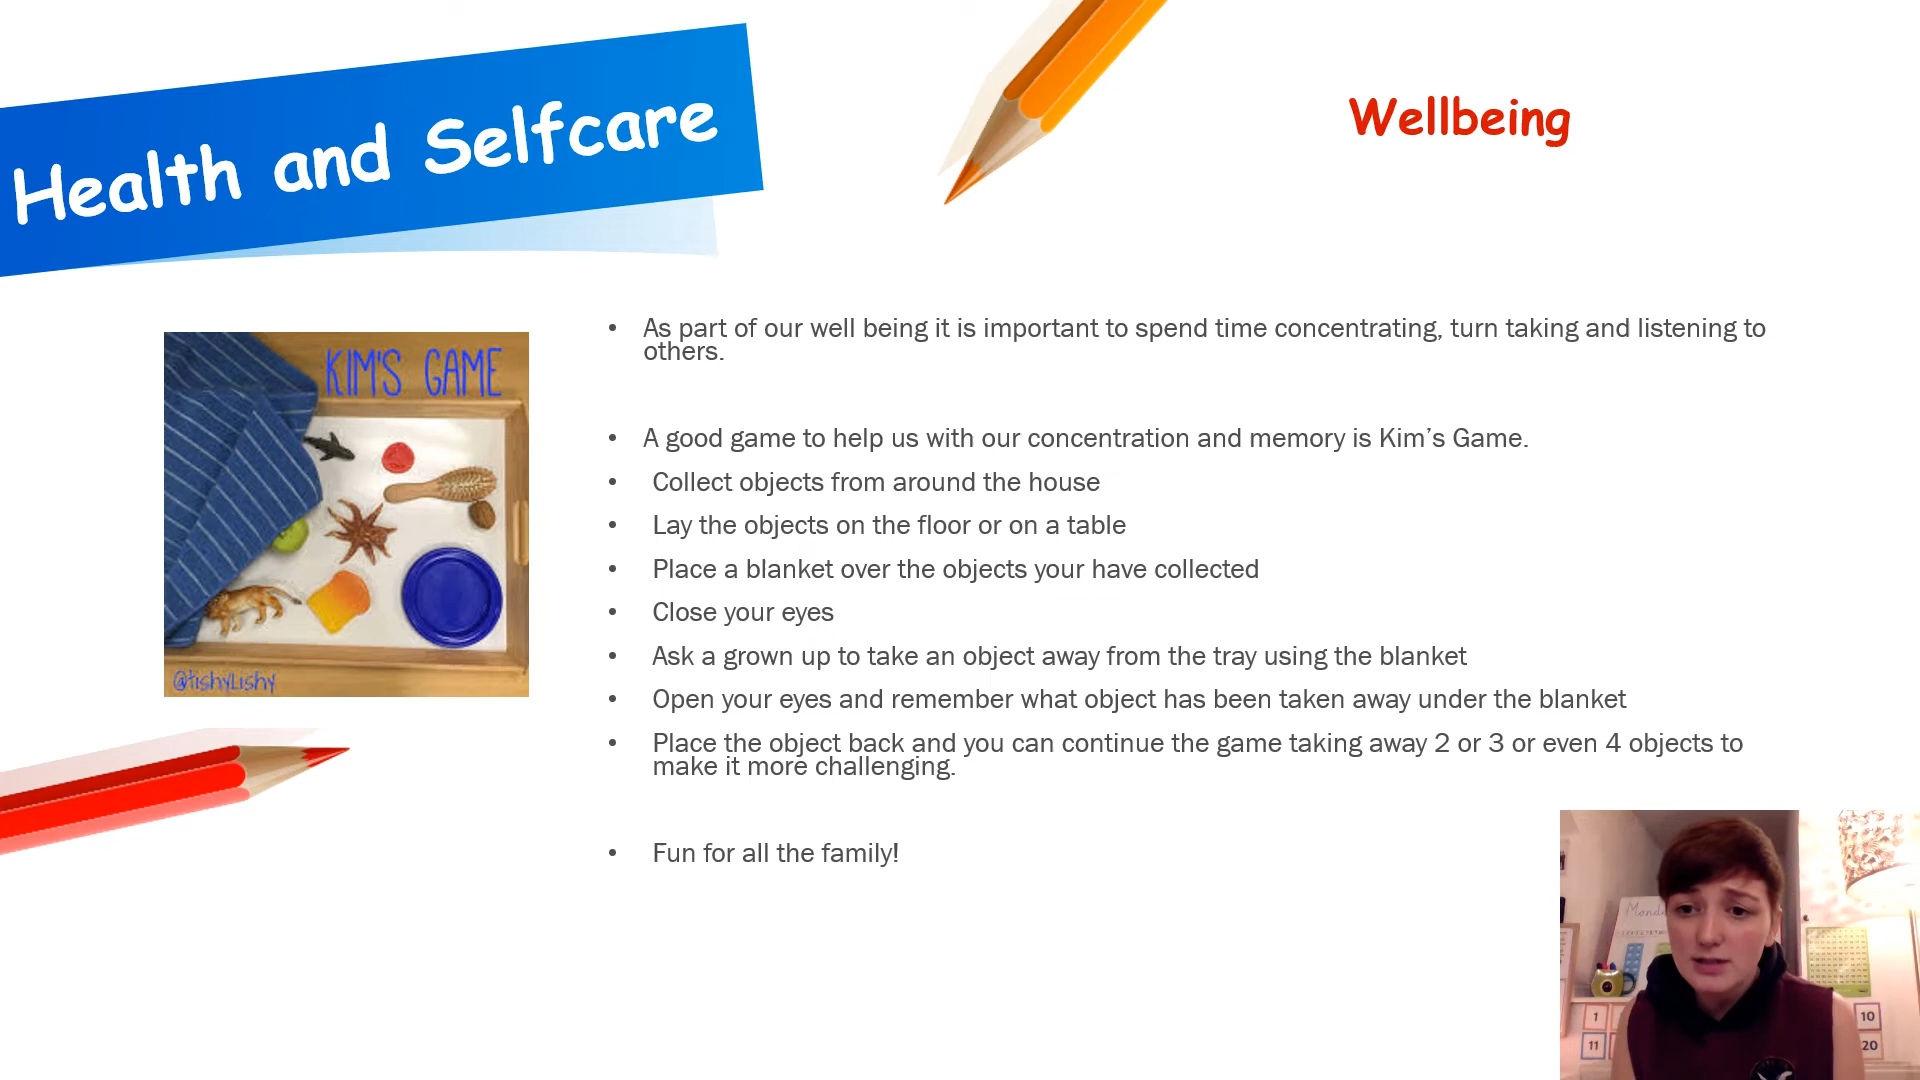 Health and Selfcare
Wellbeing
KIM'S GAME
@tishyLishy
• As part of our well being it is important to spend time concentrating, turn taking and listening to
others.
• A good game to help us with our concentration and memory is Kim’s Game.
• Collect objects from around the house
• Lay the objects on the floor or on a table
• Place a blanket over the objects your have collected
• Close your eyes
• Ask a grown up to take an object away from the tray using the blanket
• Open your eyes and remember what object has been taken away under the blanket
• Place the object back and you can continue the game taking away 2 or 3 or even 4 objects to
make it more challenging.
• Fun for all the family!
1
10
11
20